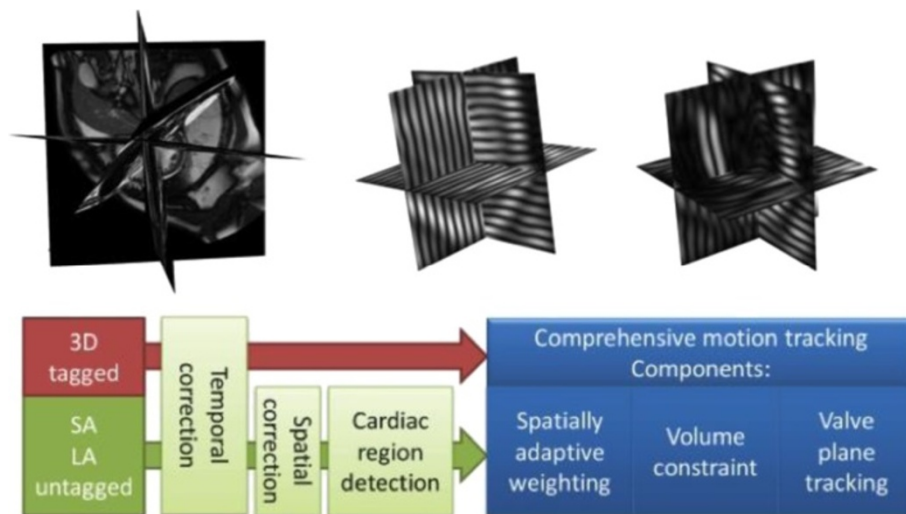 3D
tagged
SA
LA
untagged
Temporal
correction
Spatial
correction
Cardiac
region
detection
Comprehensive motion tracking
Components:
Spatially
adaptive
weighting
Volume
constraint
Valve
plane
tracking